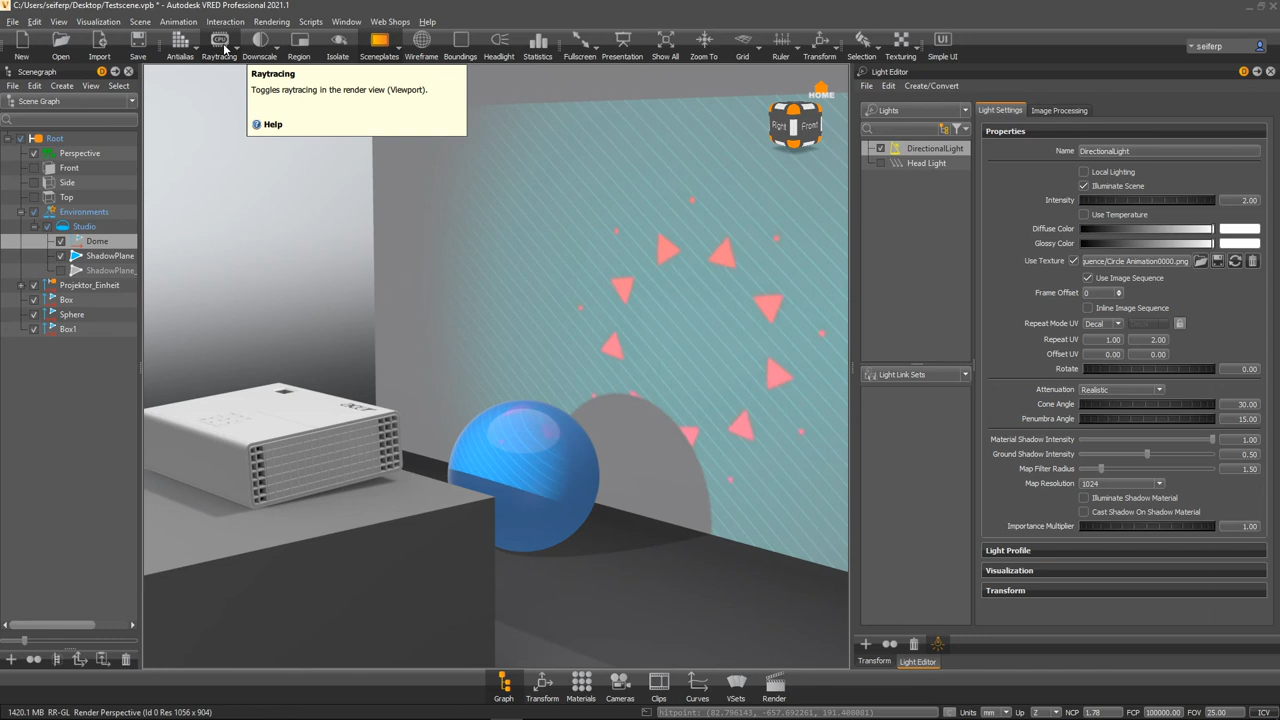 C:/Users/seiferp/Desktop/Testscene.vpb * - Autodesk VRED Professional 2021.1
File Edit View Visualization Scene Animation Interaction Rendering Scripts Window Web Shops Help
New Open Import Save Antialias Raytracing Downscale Region Isolate Sceneplates Wireframe Boundings Headlight Statistics Fullscreen Presentation Show All Zoom To Grid Ruler Transform Selection Texturing Simple UI
seiferp
Scenegraph
File Edit Create View Select
Scene Graph
Root
Perspective
Front
Side
Top
Environments
Studio
Dome
ShadowPlane
ShadowPlane_
Projektor_Einheit
Box
Sphere
Box1
Raytracing
Toggles raytracing in the render view (Viewport).
Help
HOME
Right Front
acer
Light Editor
File Edit Create/Convert
Lights
DirectionalLight
Head Light
Light Link Sets
Light Settings Image Processing
Properties
Name DirectionalLight
Local Lighting
Illuminate Scene
Intensity 2.00
Use Temperature
Diffuse Color
Glossy Color
Use Texture quence/Circle Animation0000.png
Use Image Sequence
Frame Offset 0
Inline Image Sequence
Repeat Mode UV Decal Decal
Repeat UV 1.00 2.00
Offset UV 0.00 0.00
Rotate 0.00
Attenuation Realistic
Cone Angle 30.00
Penumbra Angle 15.00
Material Shadow Intensity 1.00
Ground Shadow Intensity 0.50
Map Filter Radius 1.50
Map Resolution 1024
Illuminate Shadow Material
Cast Shadow On Shadow Material
Importance Multiplier 1.00
Light Profile
Visualization
Transform
Transform Light Editor
Graph Transform Materials Cameras Clips Curves VSets Render
1420.1 MB RR-GL Render Perspective (Id 0 Res 1056 x 904)
hitpoint: (82.796143, -657.692261, 191.408081)
C Units mm Up Z NCP 1.78 FCP 100000.00 FOV 25.00 ICV